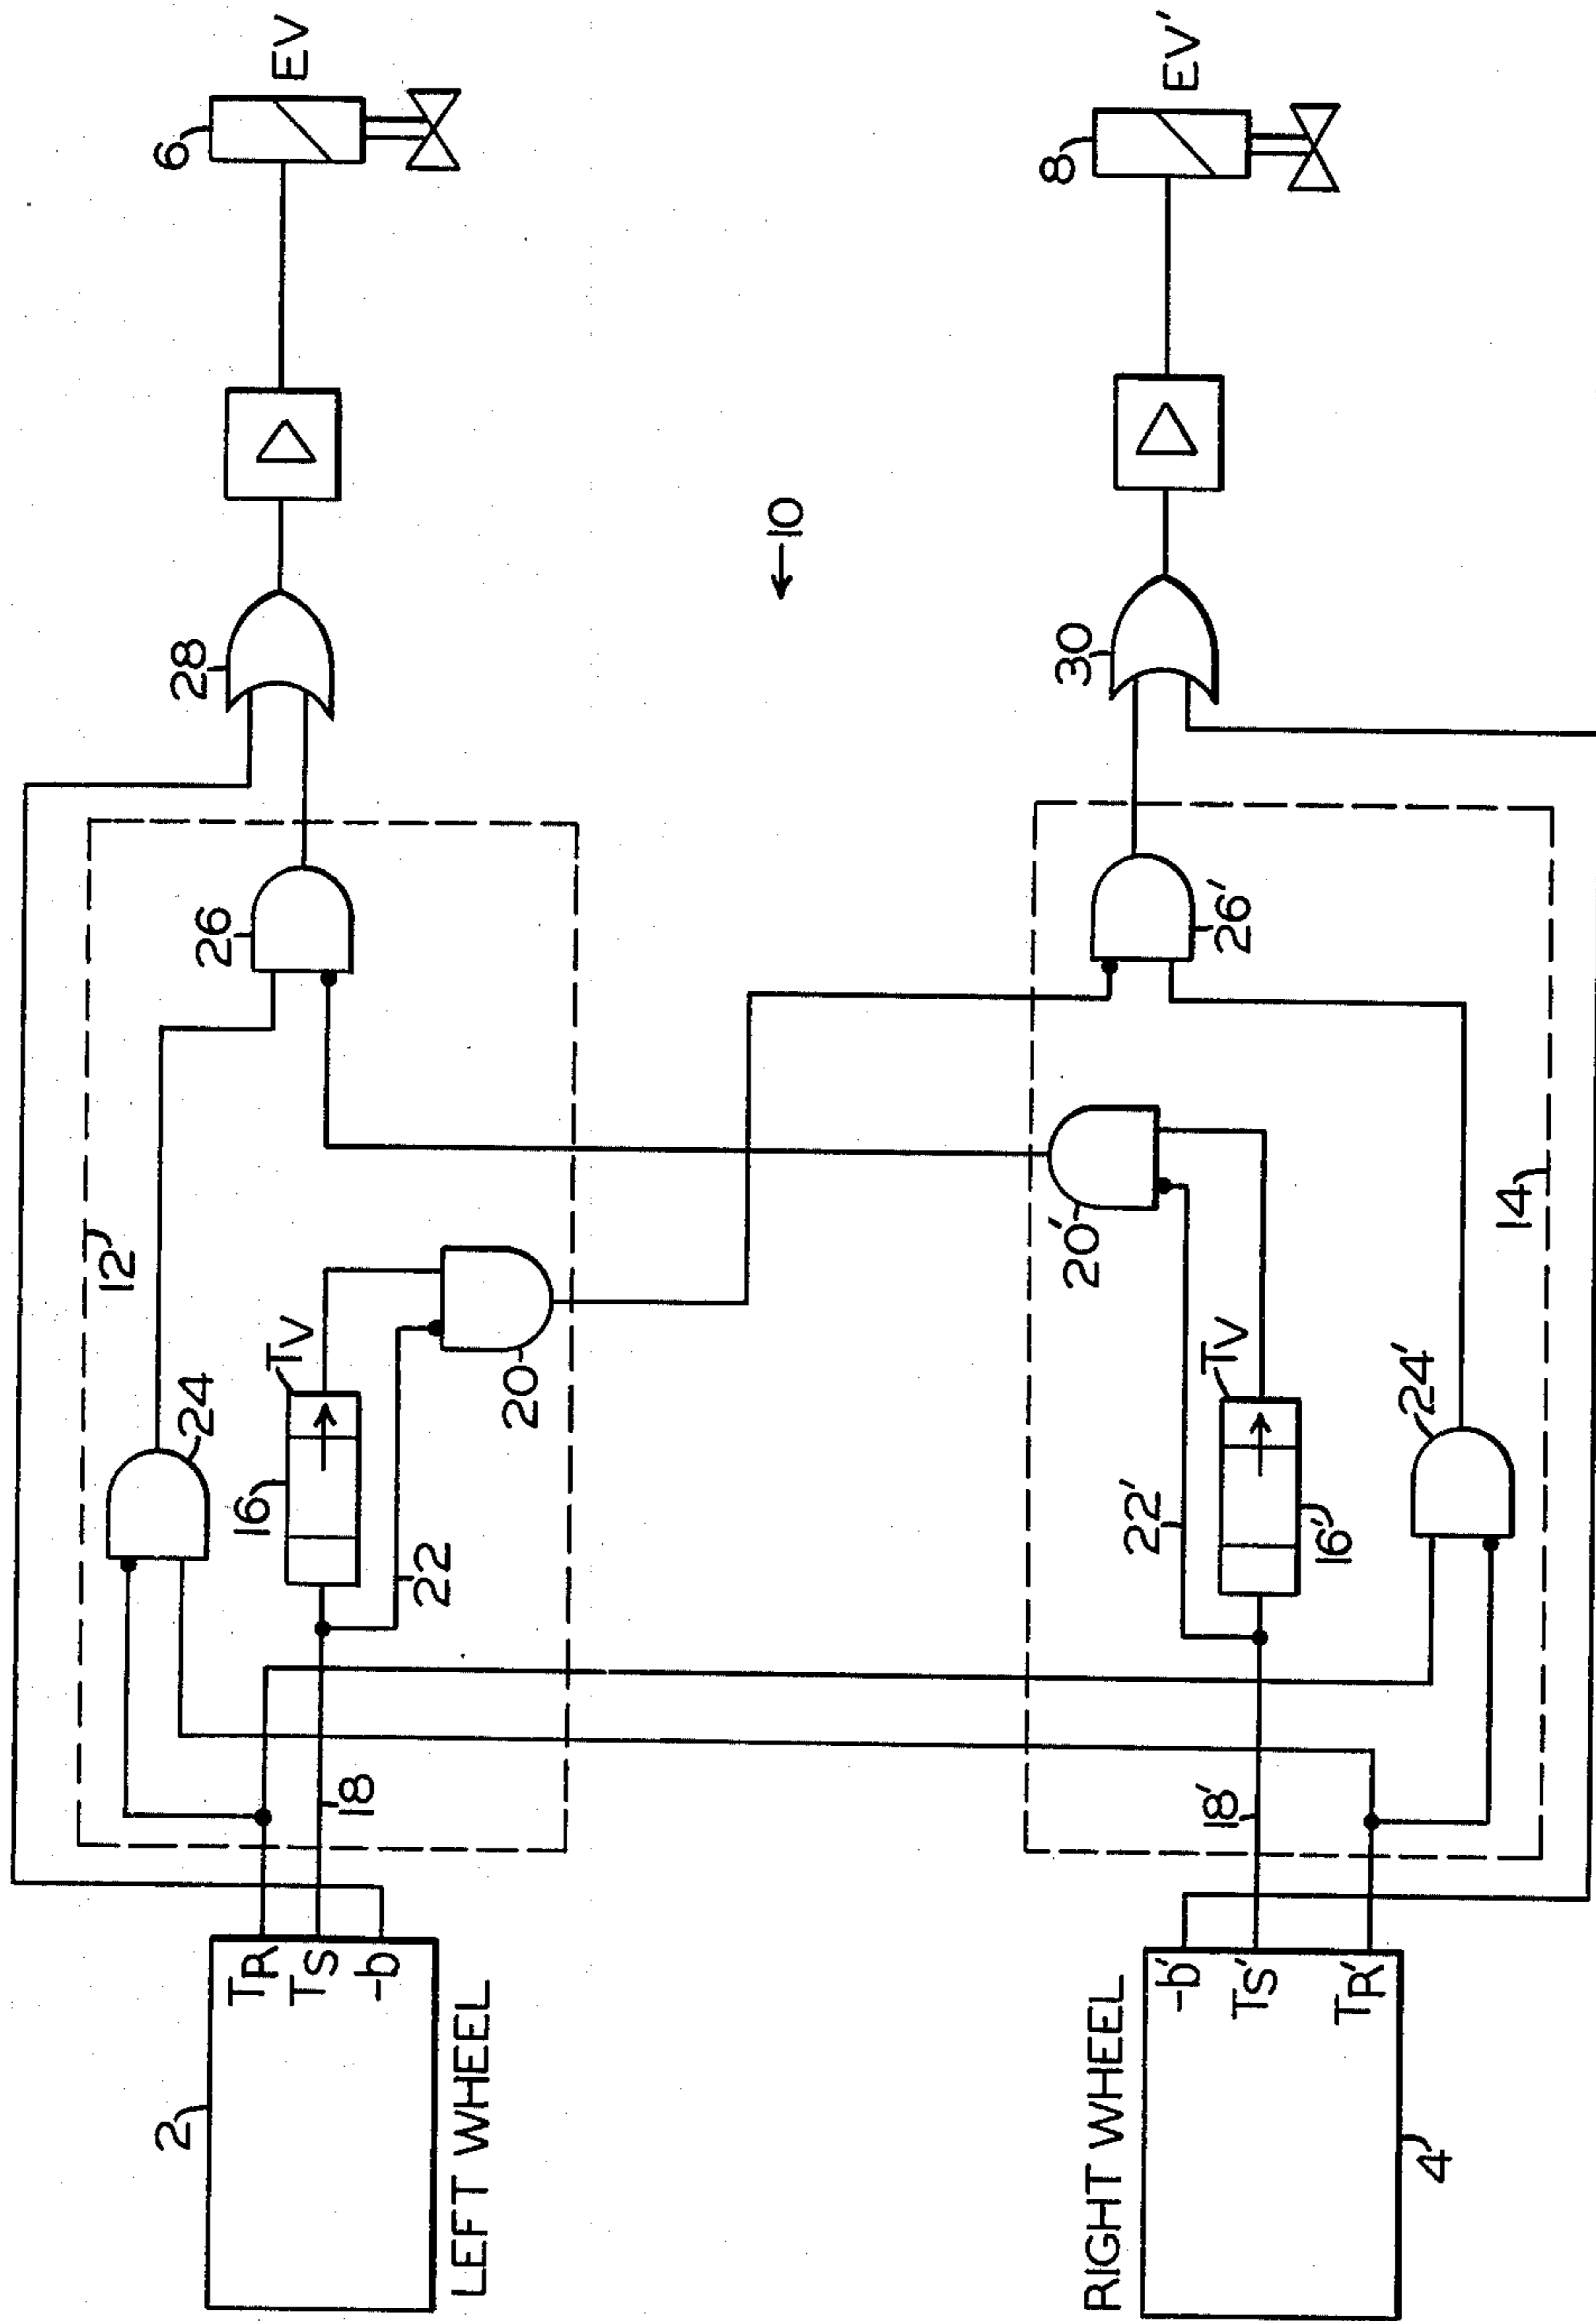 EV
6
28
26
12
24
TV
16
20
22
18
TR
TS
-b
2
LEFT WHEEL
10
EV'
8
30
26'
20'
14
TV
24'
22'
16'
18'
-b'
TS'
TR'
RIGHT WHEEL
4